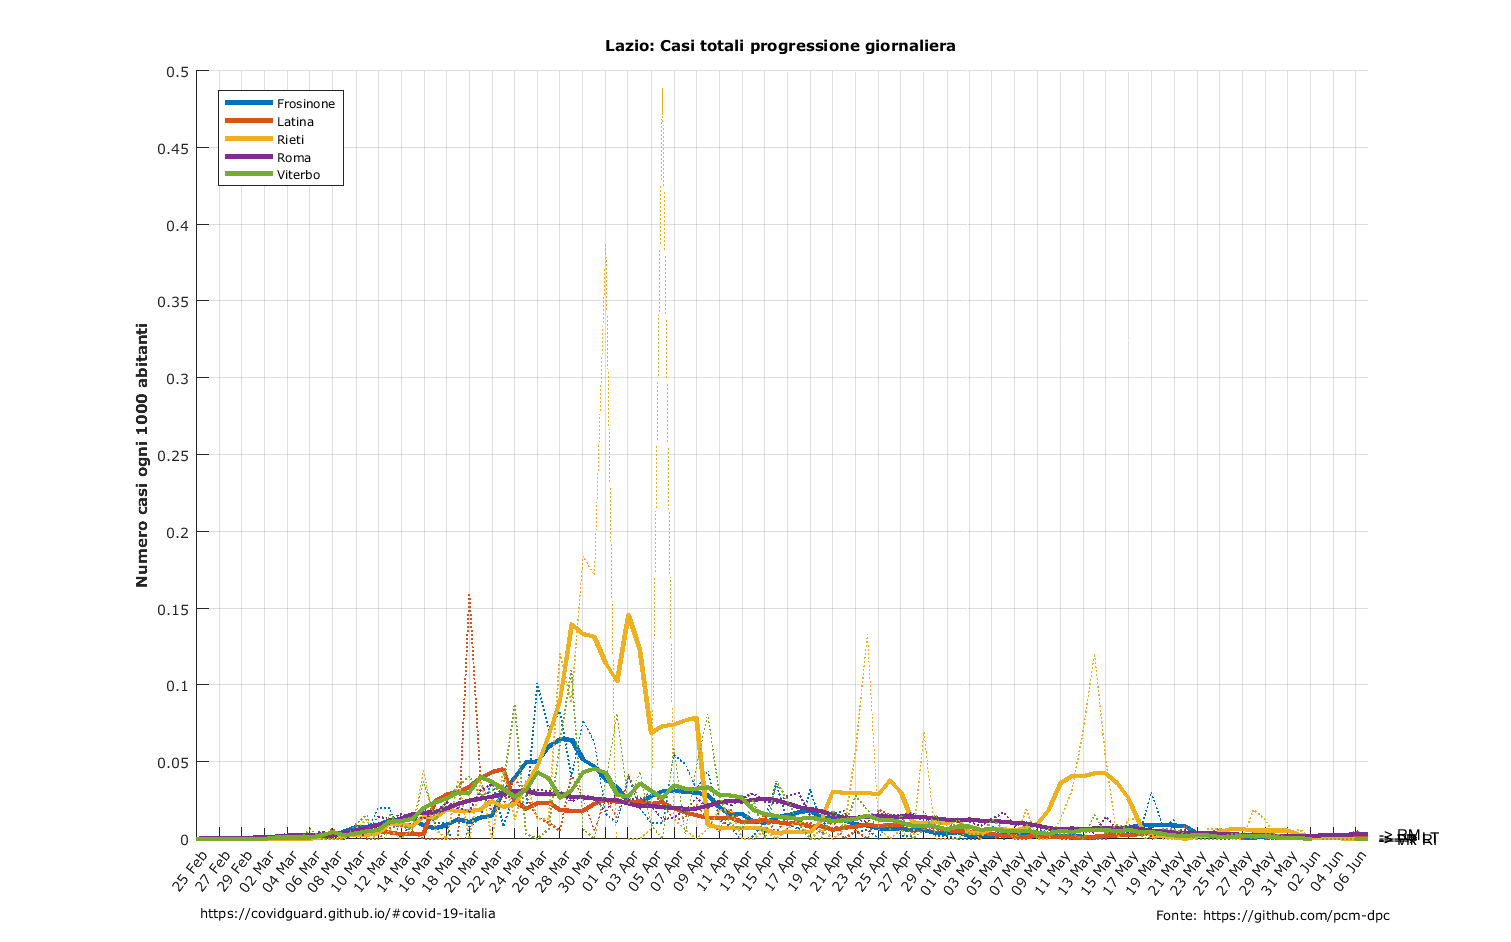 Lazio: Casi totali progressione giornaliera
Numero casi ogni 1000 abitanti
0.5
0.45
0.4
0.35
0.3
0.25
0.2
0.15
0.1
0.05
0
Frosinone
Latina
Rieti
Roma
Viterbo
25 Feb
27 Feb
29 Feb
02 Mar
04 Mar
06 Mar
08 Mar
10 Mar
12 Mar
14 Mar
16 Mar
18 Mar
20 Mar
22 Mar
24 Mar
26 Mar
28 Mar
30 Mar
01 Apr
03 Apr
05 Apr
07 Apr
09 Apr
11 Apr
13 Apr
15 Apr
17 Apr
19 Apr
21 Apr
23 Apr
25 Apr
27 Apr
29 Apr
01 May
03 May
05 May
07 May
09 May
11 May
13 May
15 May
17 May
19 May
21 May
23 May
25 May
27 May
29 May
31 May
02 Jun
04 Jun
06 Jun
https://covidguard.github.io/#covid-19-italia
Fonte: https://github.com/pcm-dpc